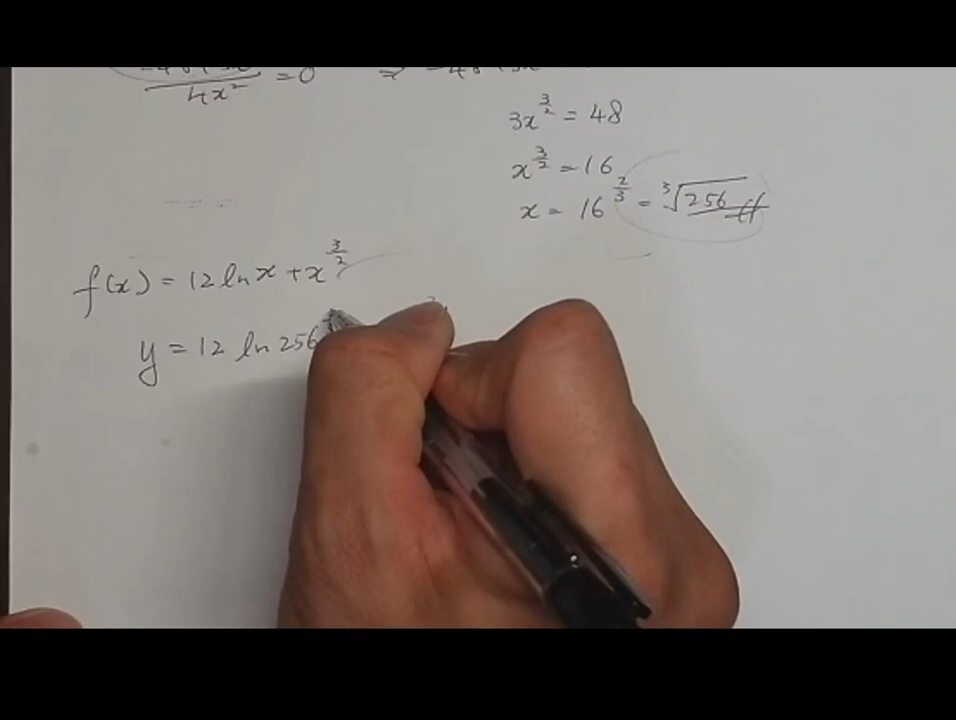 = 0
4x²
3x^{3/2} = 48
x^{3/2} = 16
x = 16^{2/3} = ∛256
f(x) = 12 ln x + x^{3/2}
y = 12 ln 256